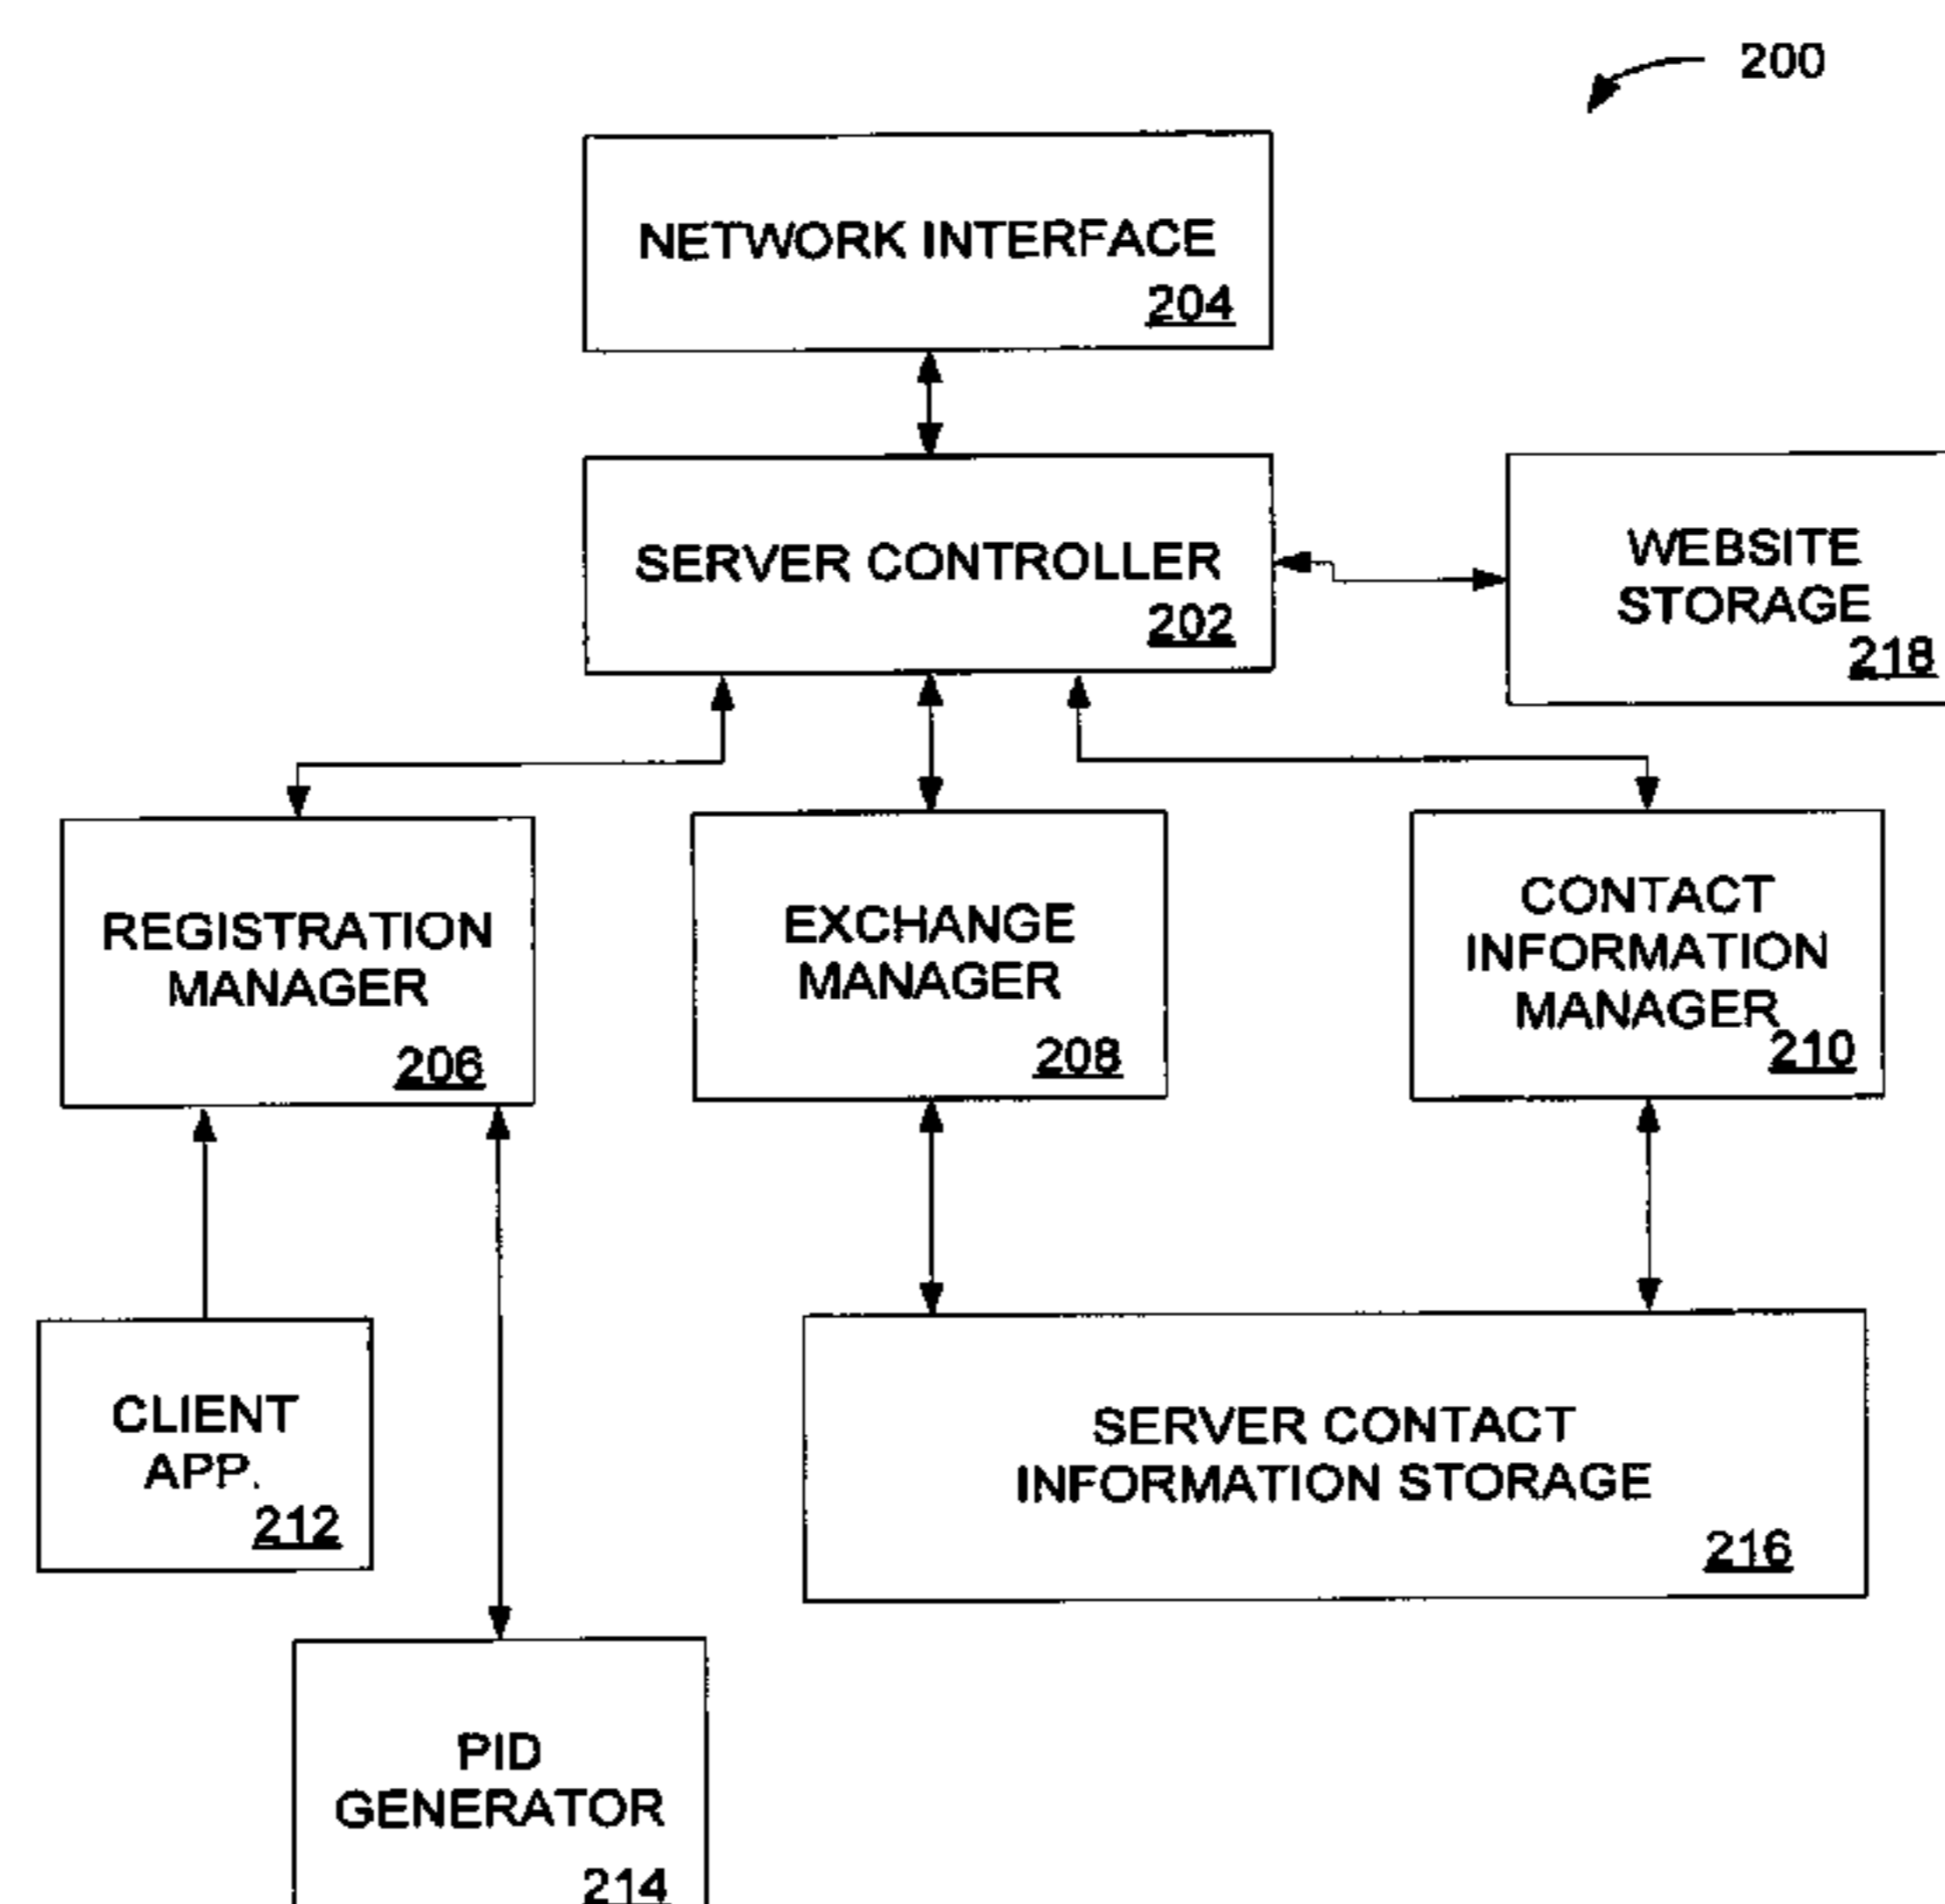 200
NETWORK INTERFACE
204
SERVER CONTROLLER
202
WEBSITE
STORAGE
218
REGISTRATION
MANAGER
206
EXCHANGE
MANAGER
208
CONTACT
INFORMATION
MANAGER
210
CLIENT
APP.
212
SERVER CONTACT
INFORMATION STORAGE
216
PID
GENERATOR
214